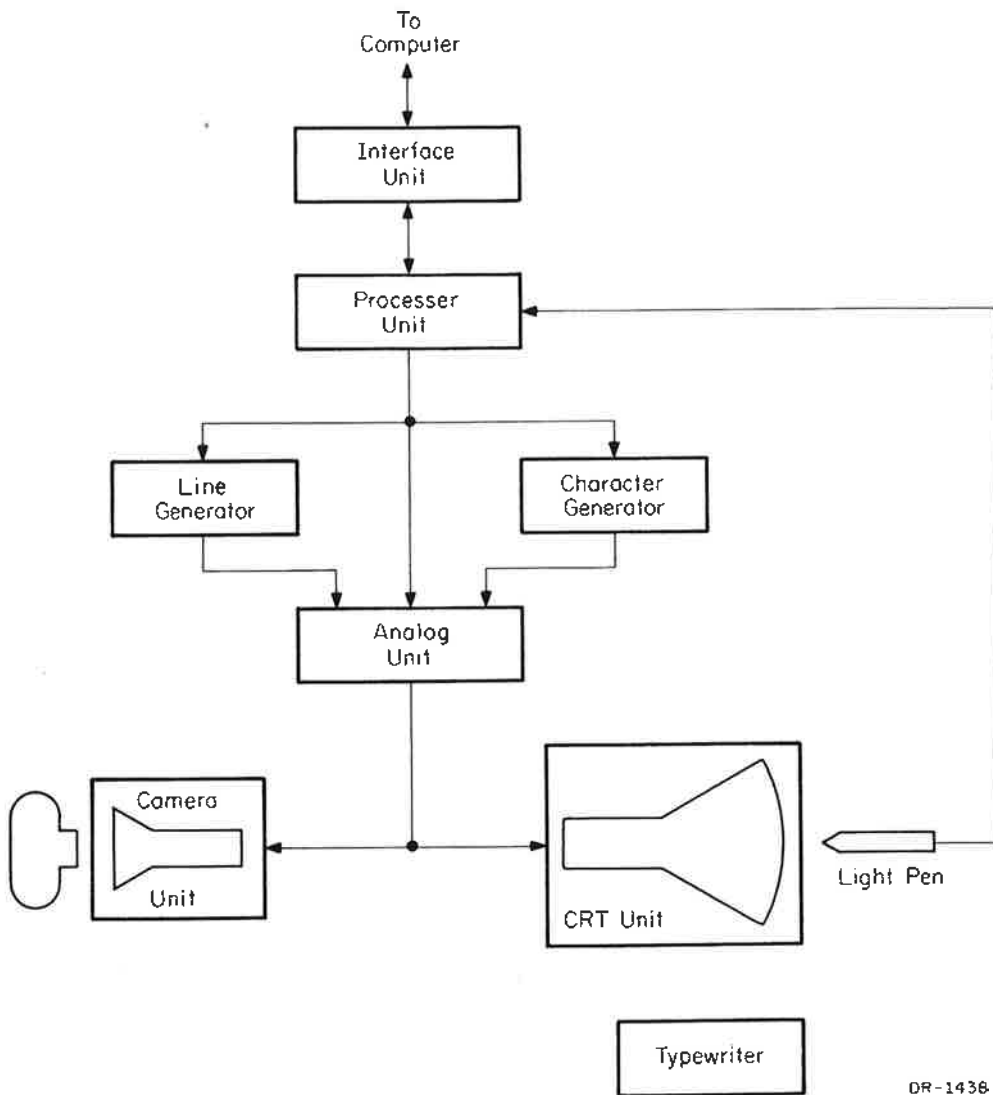 To
Computer
Interface
Unit
Processer
Unit
Line
Generator
Character
Generator
Analog
Unit
Camera
Unit
CRT Unit
Light Pen
Typewriter
DR-1438